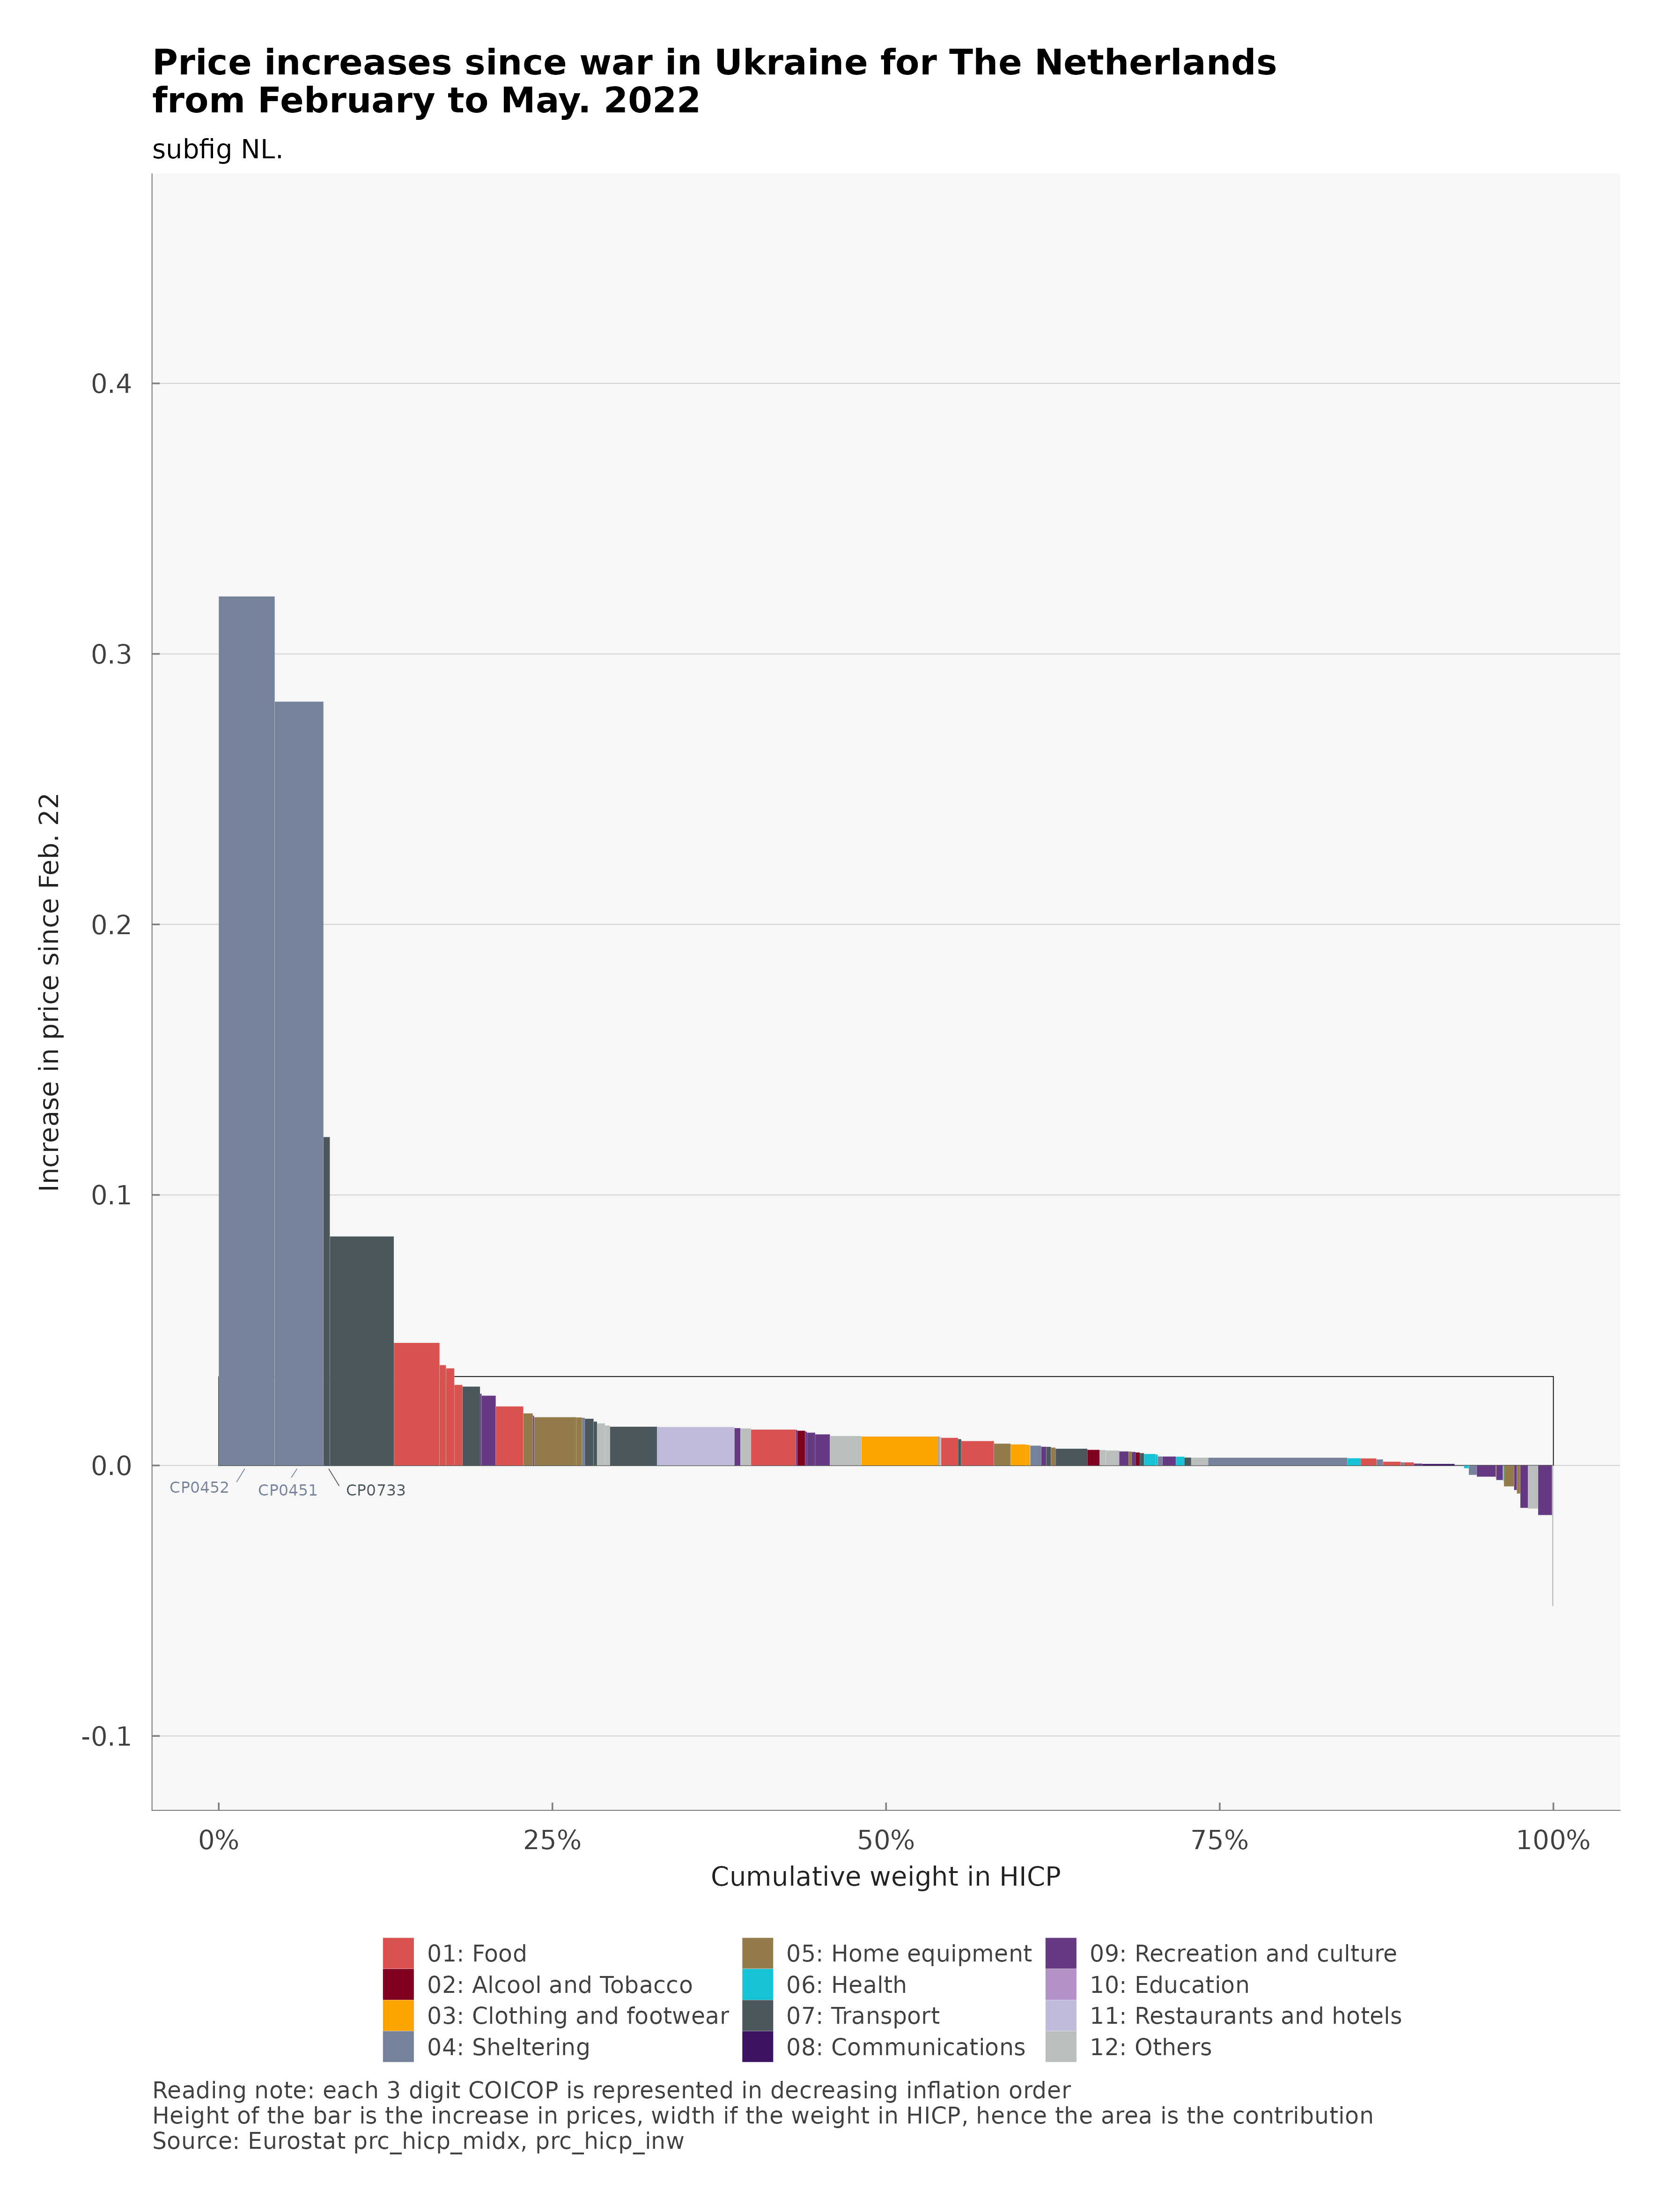 Price increases since war in Ukraine for The Netherlands
from February to May. 2022
subfig NL.
Increase in price since Feb. 22
0.4
0.3
0.2
0.1
0.0
-0.1
CP0452
CP0451
CP0733
0%
25%
50%
75%
100%
Cumulative weight in HICP
01: Food
02: Alcool and Tobacco
03: Clothing and footwear
04: Sheltering
05: Home equipment
06: Health
07: Transport
08: Communications
09: Recreation and culture
10: Education
11: Restaurants and hotels
12: Others
Reading note: each 3 digit COICOP is represented in decreasing inflation order
Height of the bar is the increase in prices, width if the weight in HICP, hence the area is the contribution
Source: Eurostat prc_hicp_midx, prc_hicp_inw